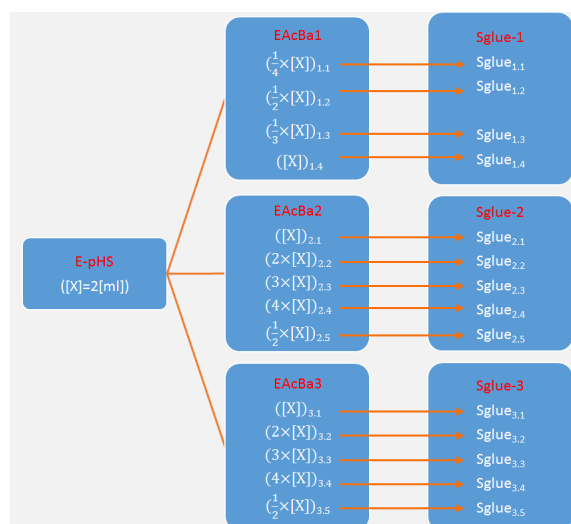 E-pHS
([X]=2[ml])
EAcBa1
(1/4×[X])1.1
(1/2×[X])1.2
(1/3×[X])1.3
([X])1.4
Sglue-1
Sglue1.1
Sglue1.2
Sglue1.3
Sglue1.4
EAcBa2
([X])2.1
(2×[X])2.2
(3×[X])2.3
(4×[X])2.4
(1/2×[X])2.5
Sglue-2
Sglue2.1
Sglue2.2
Sglue2.3
Sglue2.4
Sglue2.5
EAcBa3
([X])3.1
(2×[X])3.2
(3×[X])3.3
(4×[X])3.4
(1/2×[X])3.5
Sglue-3
Sglue3.1
Sglue3.2
Sglue3.3
Sglue3.4
Sglue3.5